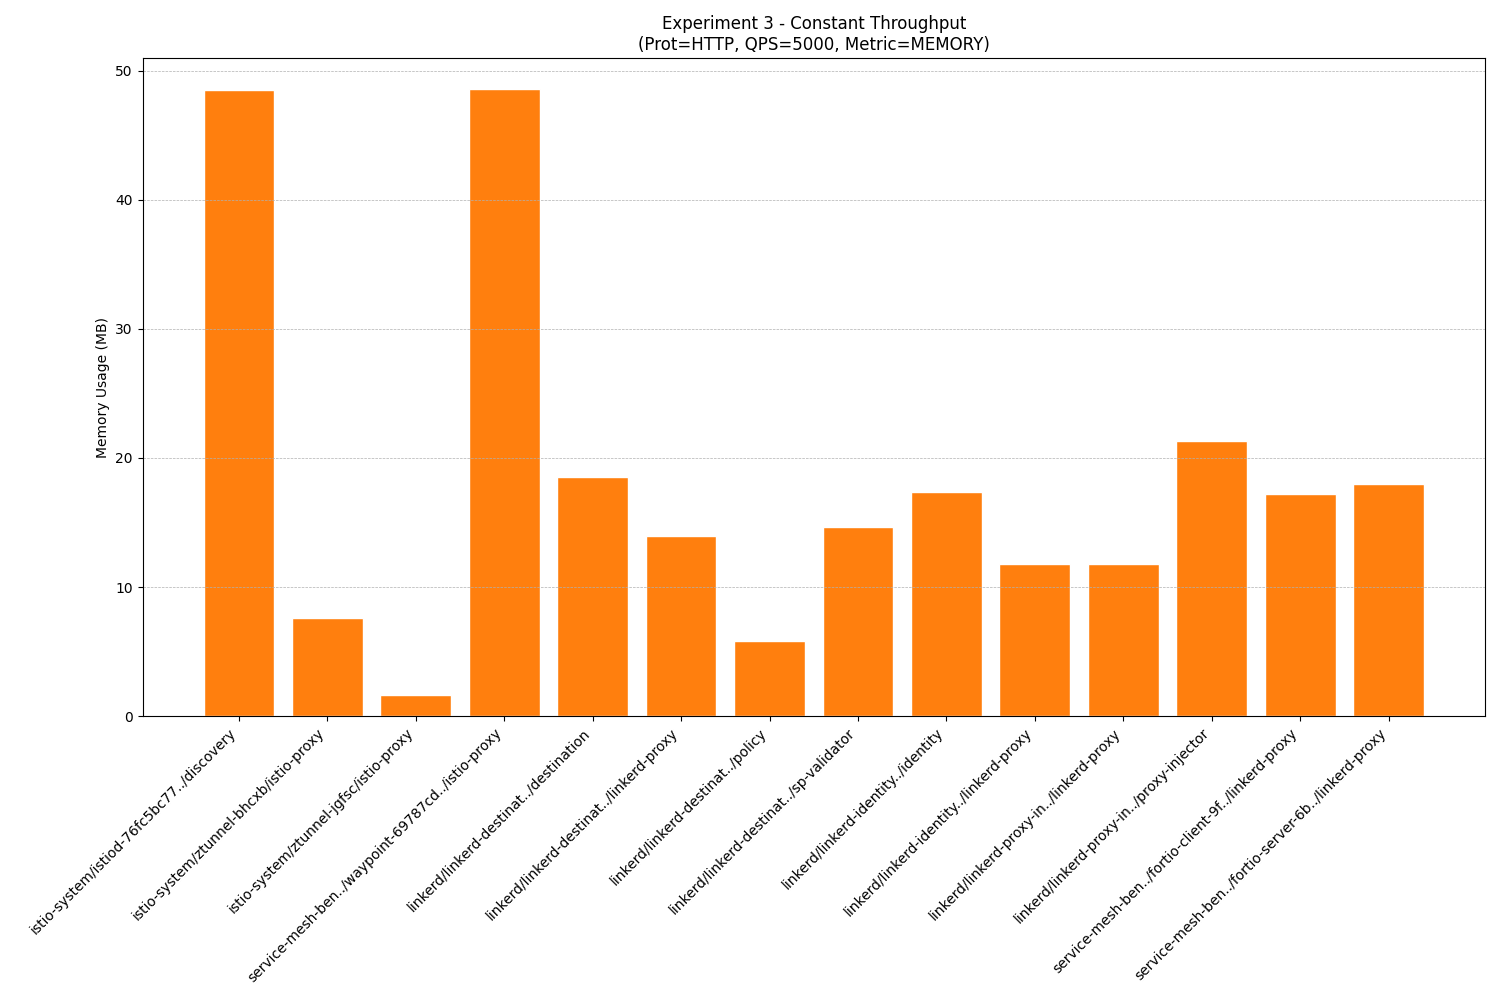 Experiment 3 - Constant Throughput
(Prot=HTTP, QPS=5000, Metric=MEMORY)
Memory Usage (MB)
50
40
30
20
10
0
istio-system/istiod-76fc5bc77../discovery
istio-system/ztunnel-bhcxb/istio-proxy
istio-system/ztunnel-jgfsc/istio-proxy
service-mesh-ben../waypoint-69787cd../istio-proxy
linkerd/linkerd-destinat../destination
linkerd/linkerd-destinat../linkerd-proxy
linkerd/linkerd-destinat../policy
linkerd/linkerd-destinat../sp-validator
linkerd/linkerd-identity../identity
linkerd/linkerd-identity../linkerd-proxy
linkerd/linkerd-proxy-in../linkerd-proxy
linkerd/linkerd-proxy-in../proxy-injector
service-mesh-ben../fortio-client-9f../linkerd-proxy
service-mesh-ben../fortio-server-6b../linkerd-proxy